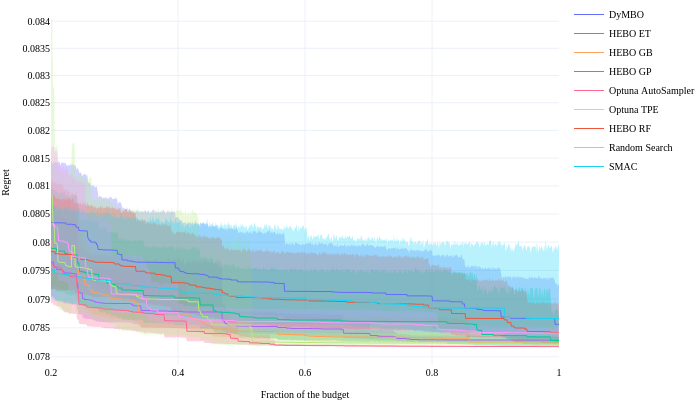 0.084
0.0835
0.083
0.0825
0.082
0.0815
0.081
0.0805
0.08
0.0795
0.079
0.0785
0.078
Regret
0.2
0.4
0.6
0.8
1
Fraction of the budget
DyMBO
HEBO ET
HEBO GB
HEBO GP
Optuna AutoSampler
Optuna TPE
HEBO RF
Random Search
SMAC